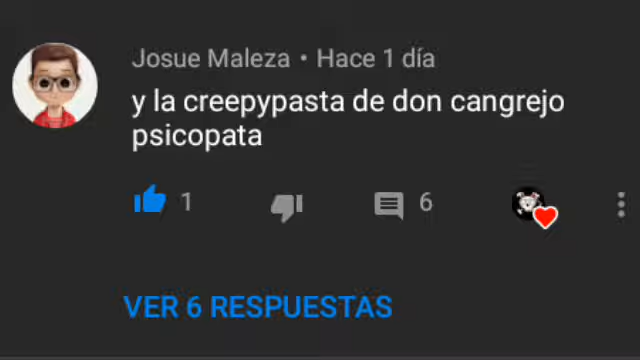 Josue Maleza • Hace 1 día
y la creepypasta de don cangrejo
psicopata
1 6
VER 6 RESPUESTAS